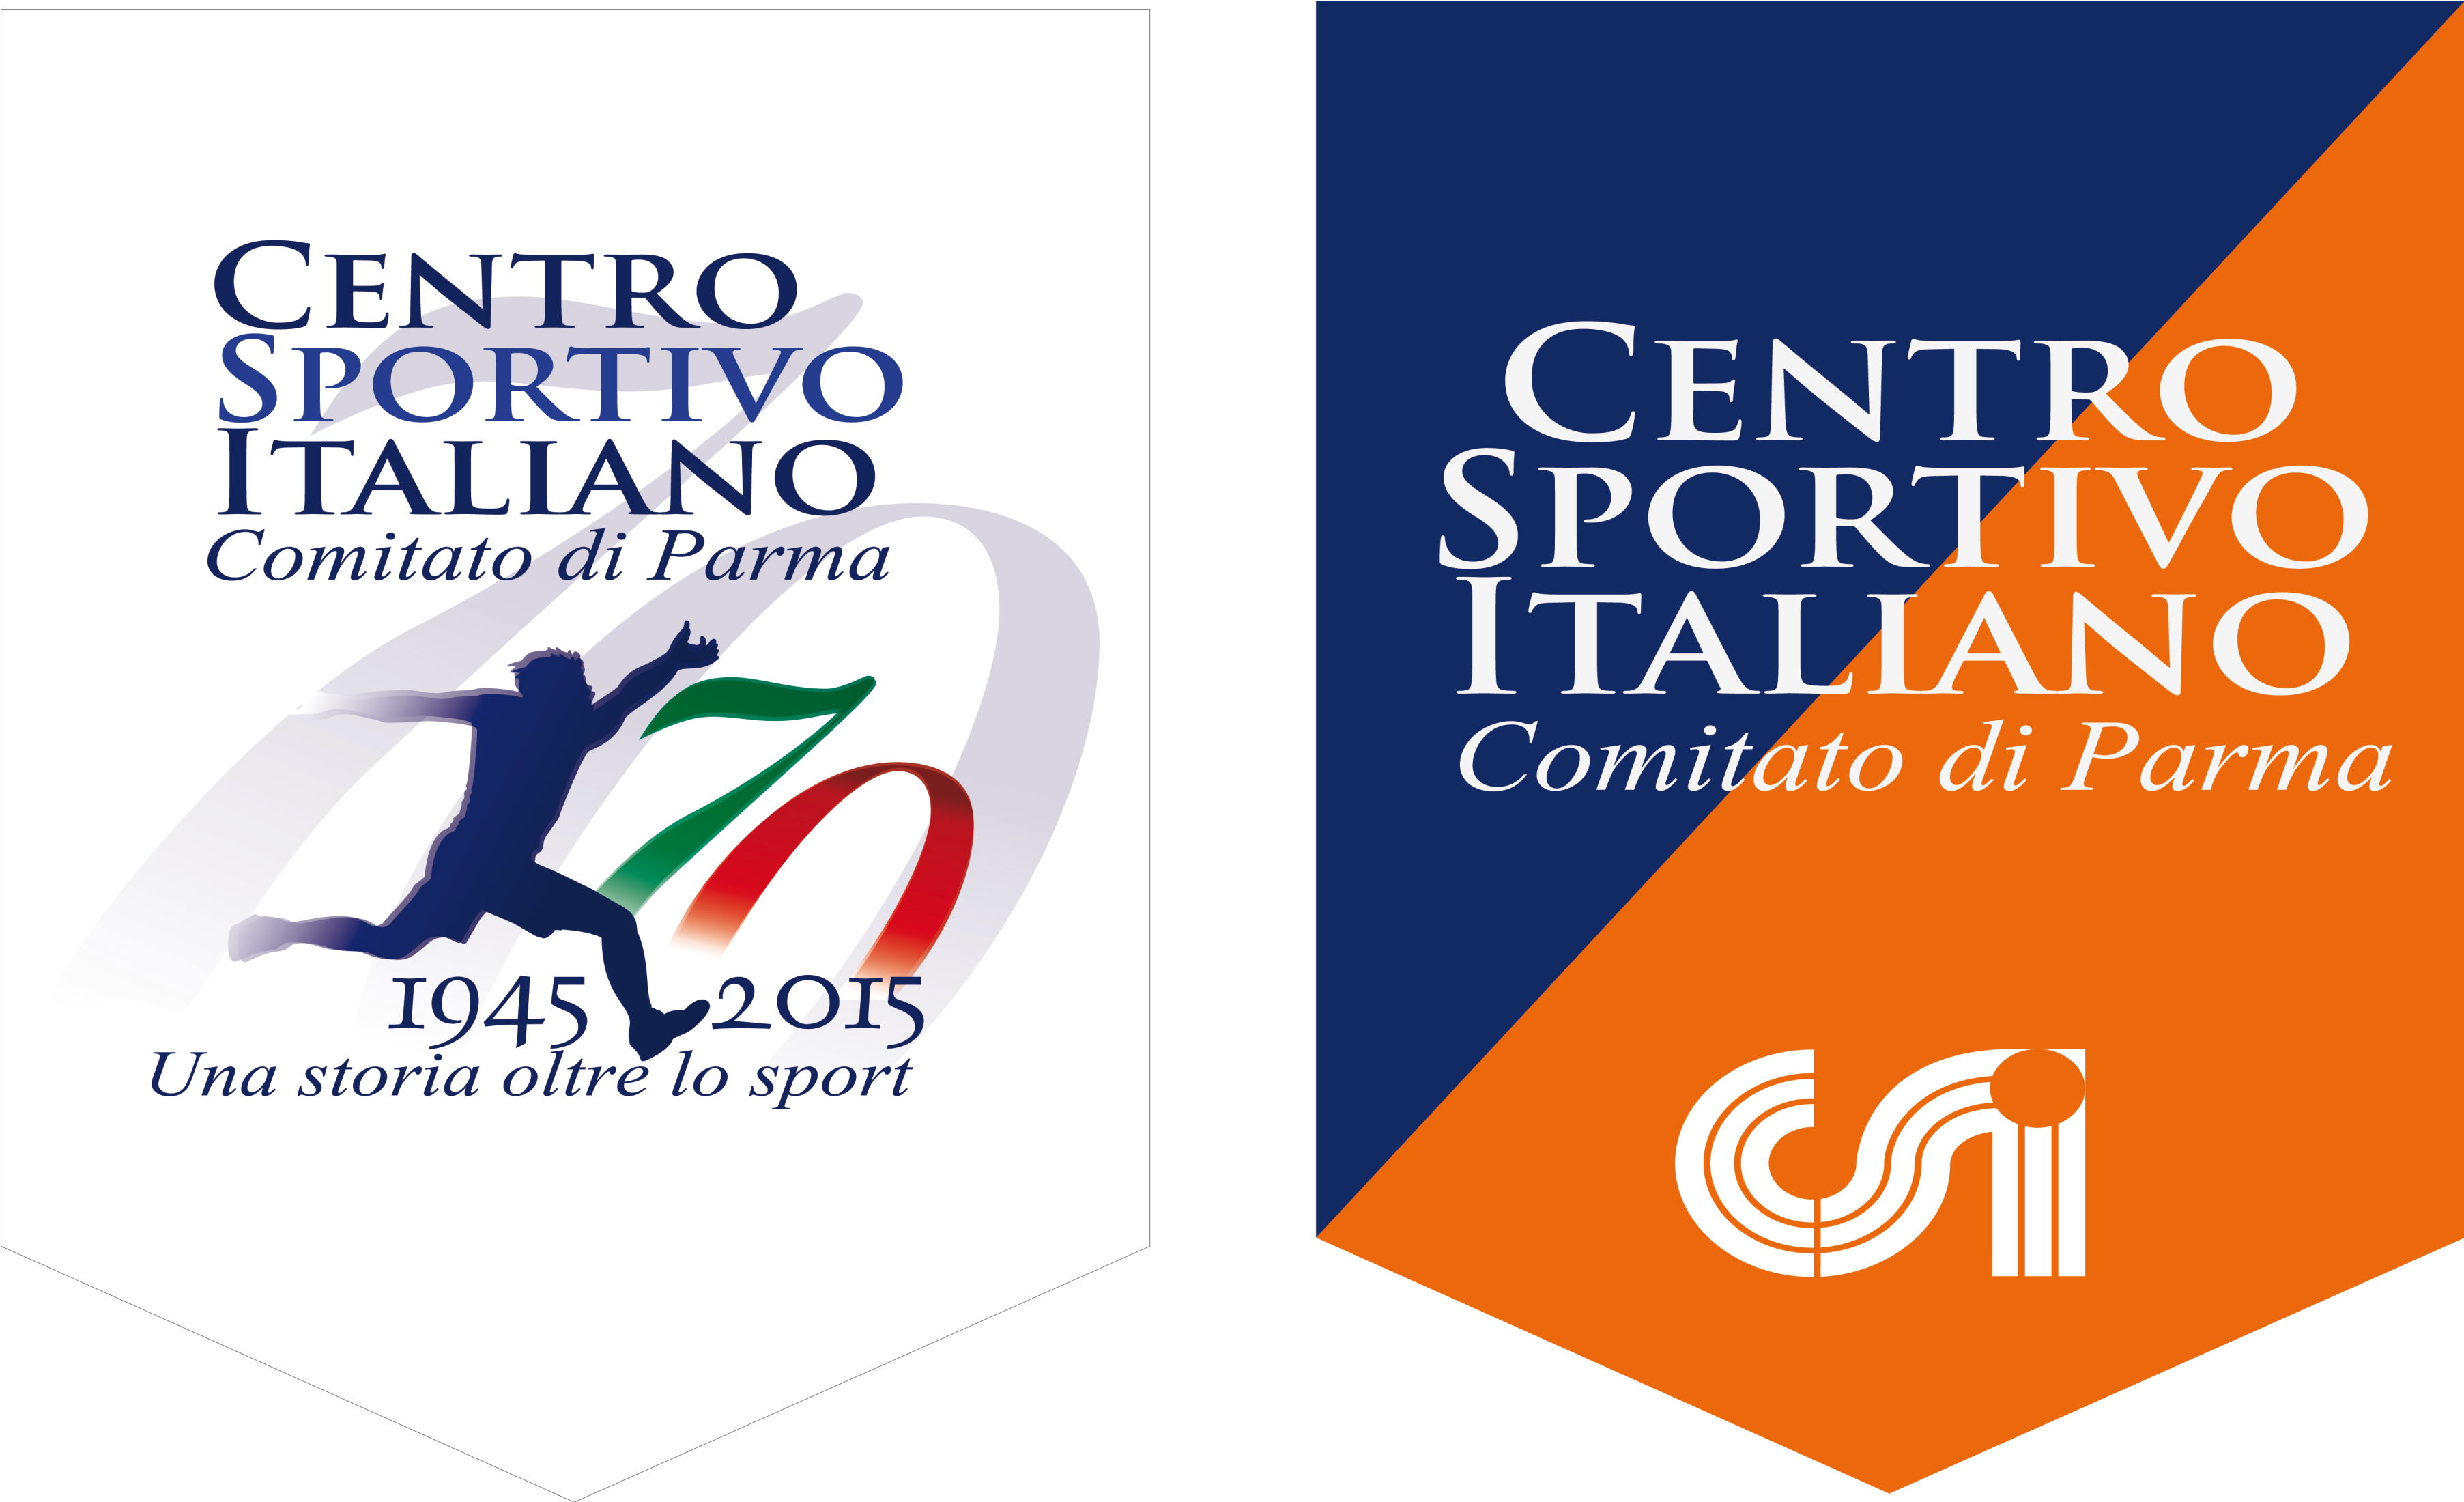 CENTRO
SPORTIVO
ITALIANO
Comitato di Parma
70
1945 2015
Una storia oltre lo sport
CENTRO
SPORTIVO
ITALIANO
Comitato di Parma
CSI